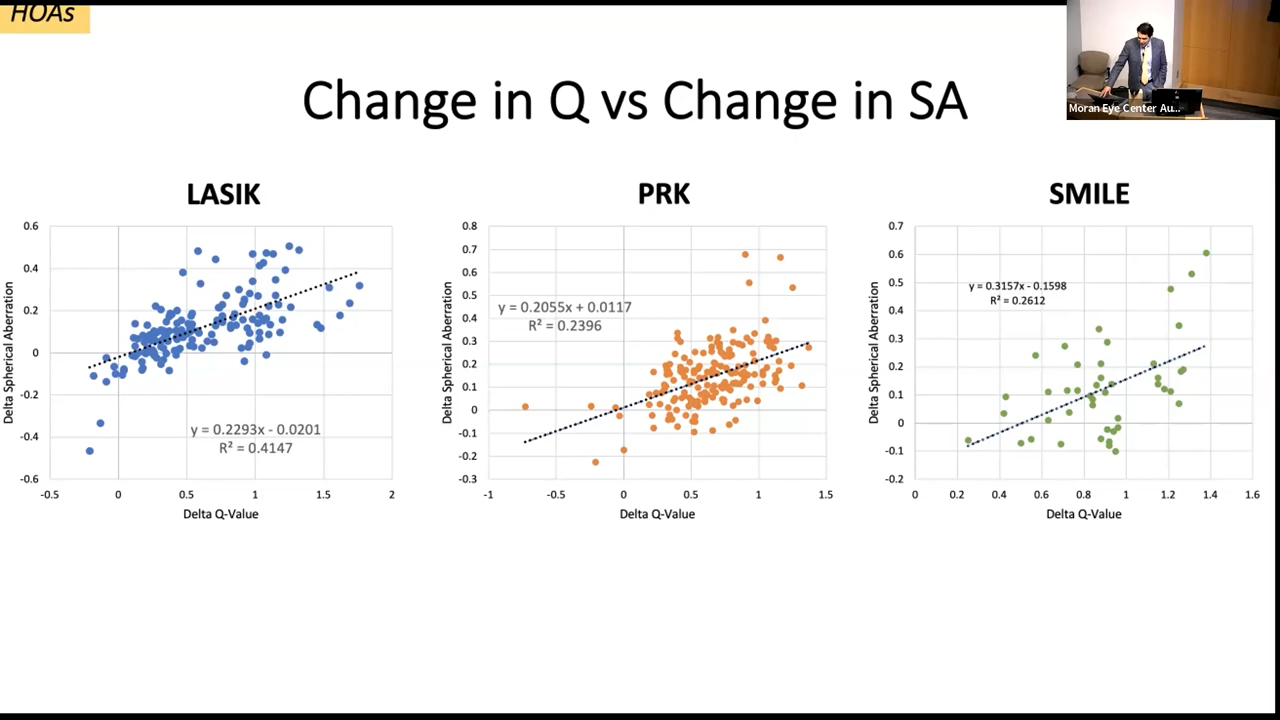 HOAs
Moran Eye Center Au...
Change in Q vs Change in SA
LASIK
Delta Spherical Aberration
0.6
0.4
0.2
0
-0.2
-0.4
-0.6
-0.5 0 0.5 1 1.5 2
y = 0.2293x - 0.0201
R² = 0.4147
Delta Q-Value
PRK
Delta Spherical Aberration
0.8
0.7
0.6
0.5
0.4
0.3
0.2
0.1
0
-0.1
-0.2
-0.3
-1 -0.5 0 0.5 1 1.5
y = 0.2055x + 0.0117
R² = 0.2396
Delta Q-Value
SMILE
Delta Spherical Aberration
0.7
0.6
0.5
0.4
0.3
0.2
0.1
0
-0.1
-0.2
0 0.2 0.4 0.6 0.8 1 1.2 1.4 1.6
y = 0.3157x - 0.1598
R² = 0.2612
Delta Q-Value